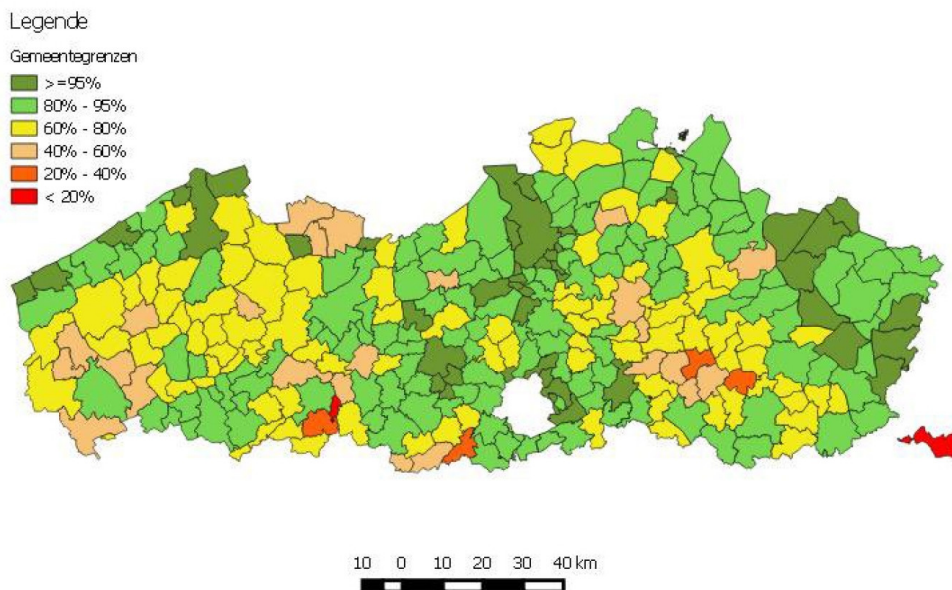 Legende
Gemeentegrenzen
>=95%
80% - 95%
60% - 80%
40% - 60%
20% - 40%
< 20%
10 0 10 20 30 40 km